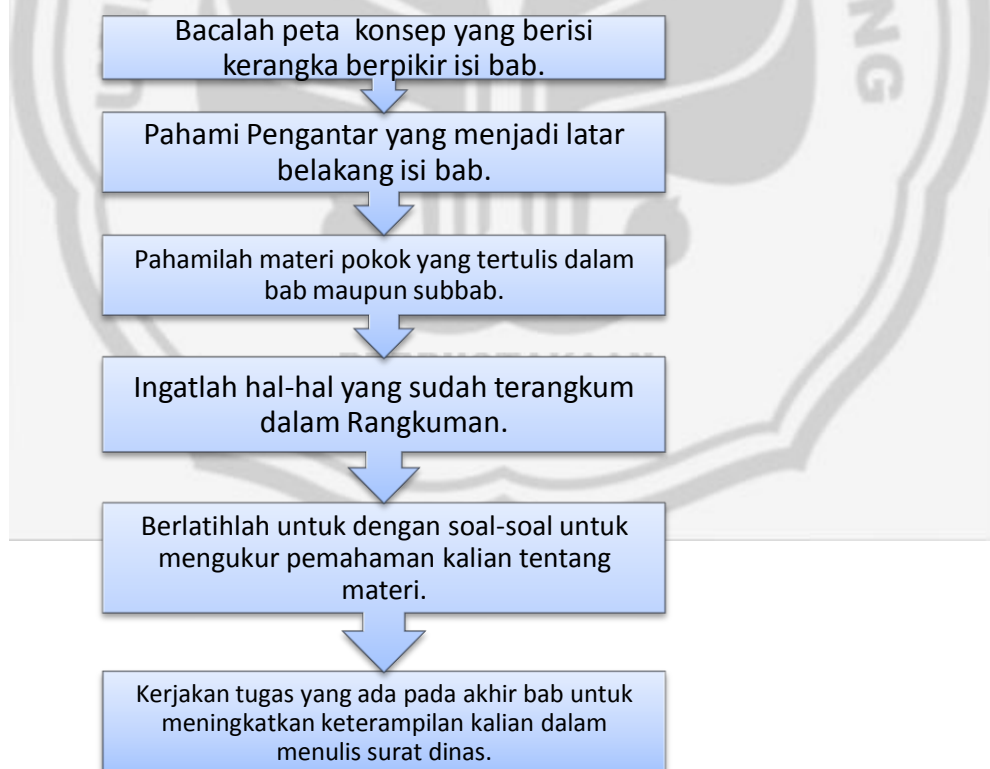 Bacalah peta  konsep yang berisi
kerangka berpikir isi bab.
Pahami Pengantar yang menjadi latar
belakang isi bab.
Pahamilah materi pokok yang tertulis dalam
bab maupun subbab.
Ingatlah hal-hal yang sudah terangkum
dalam Rangkuman.
Berlatihlah untuk dengan soal-soal untuk
mengukur pemahaman kalian tentang
materi.
Kerjakan tugas yang ada pada akhir bab untuk
meningkatkan keterampilan kalian dalam
menulis surat dinas.